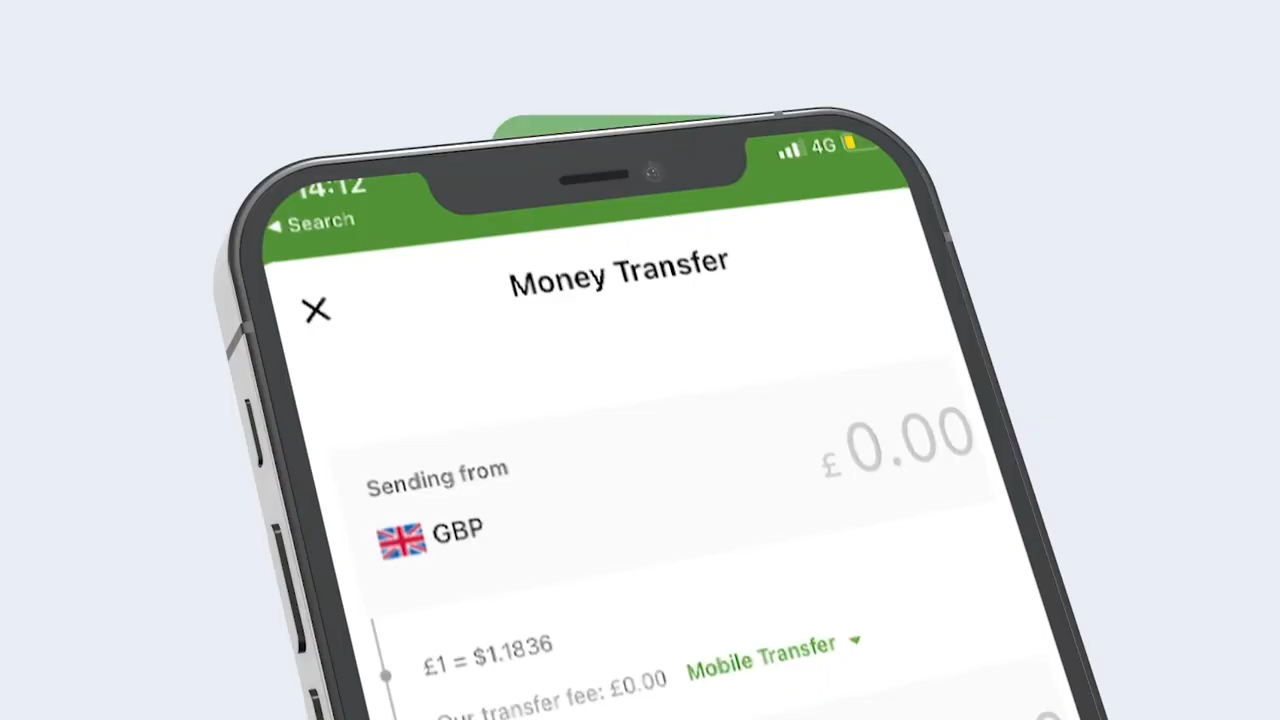 14:12
4G
◀ Search
Money Transfer
Sending from
£0.00
GBP
£1 = $1.1836
Our transfer fee: £0.00
Mobile Transfer